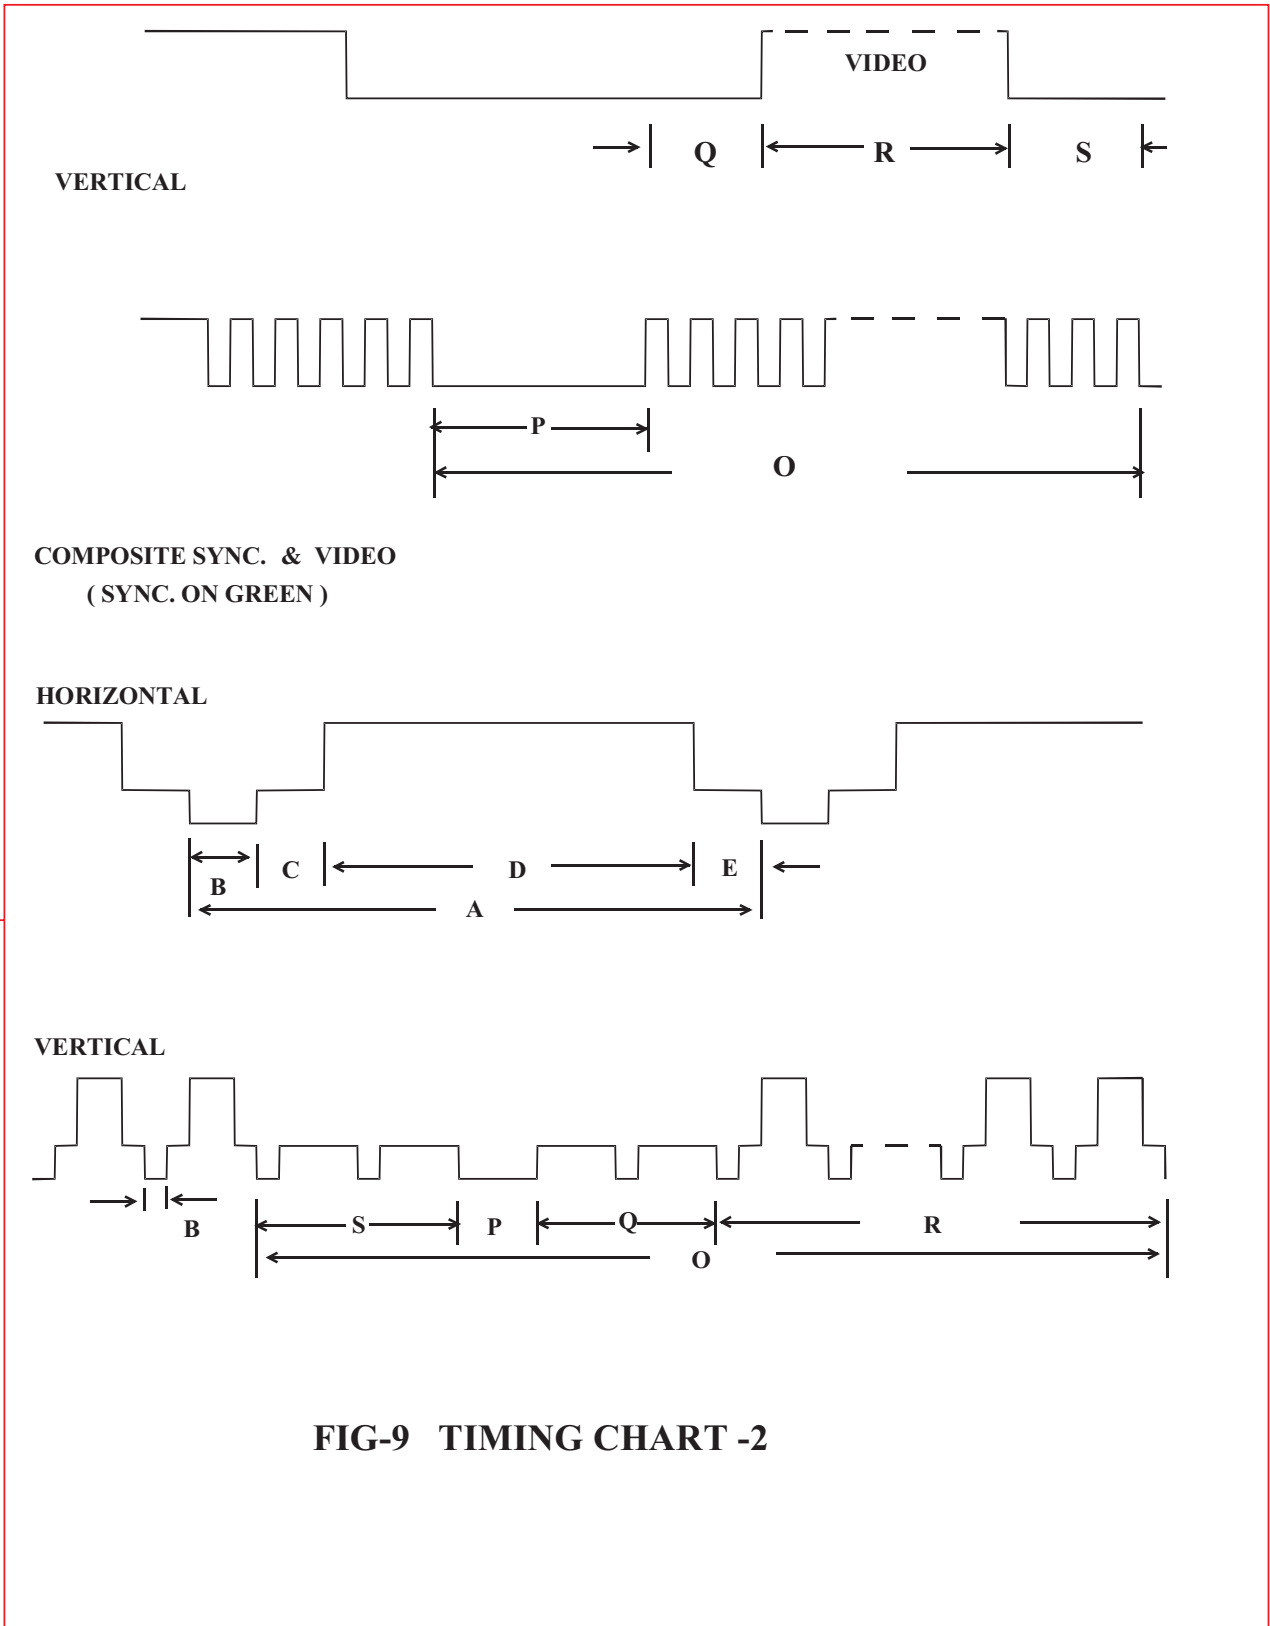 VIDEO
Q R S
VERTICAL
P
O
COMPOSITE SYNC. & VIDEO
( SYNC. ON GREEN )
HORIZONTAL
B C D E
A
VERTICAL
B S P Q R
O
FIG-9 TIMING CHART -2